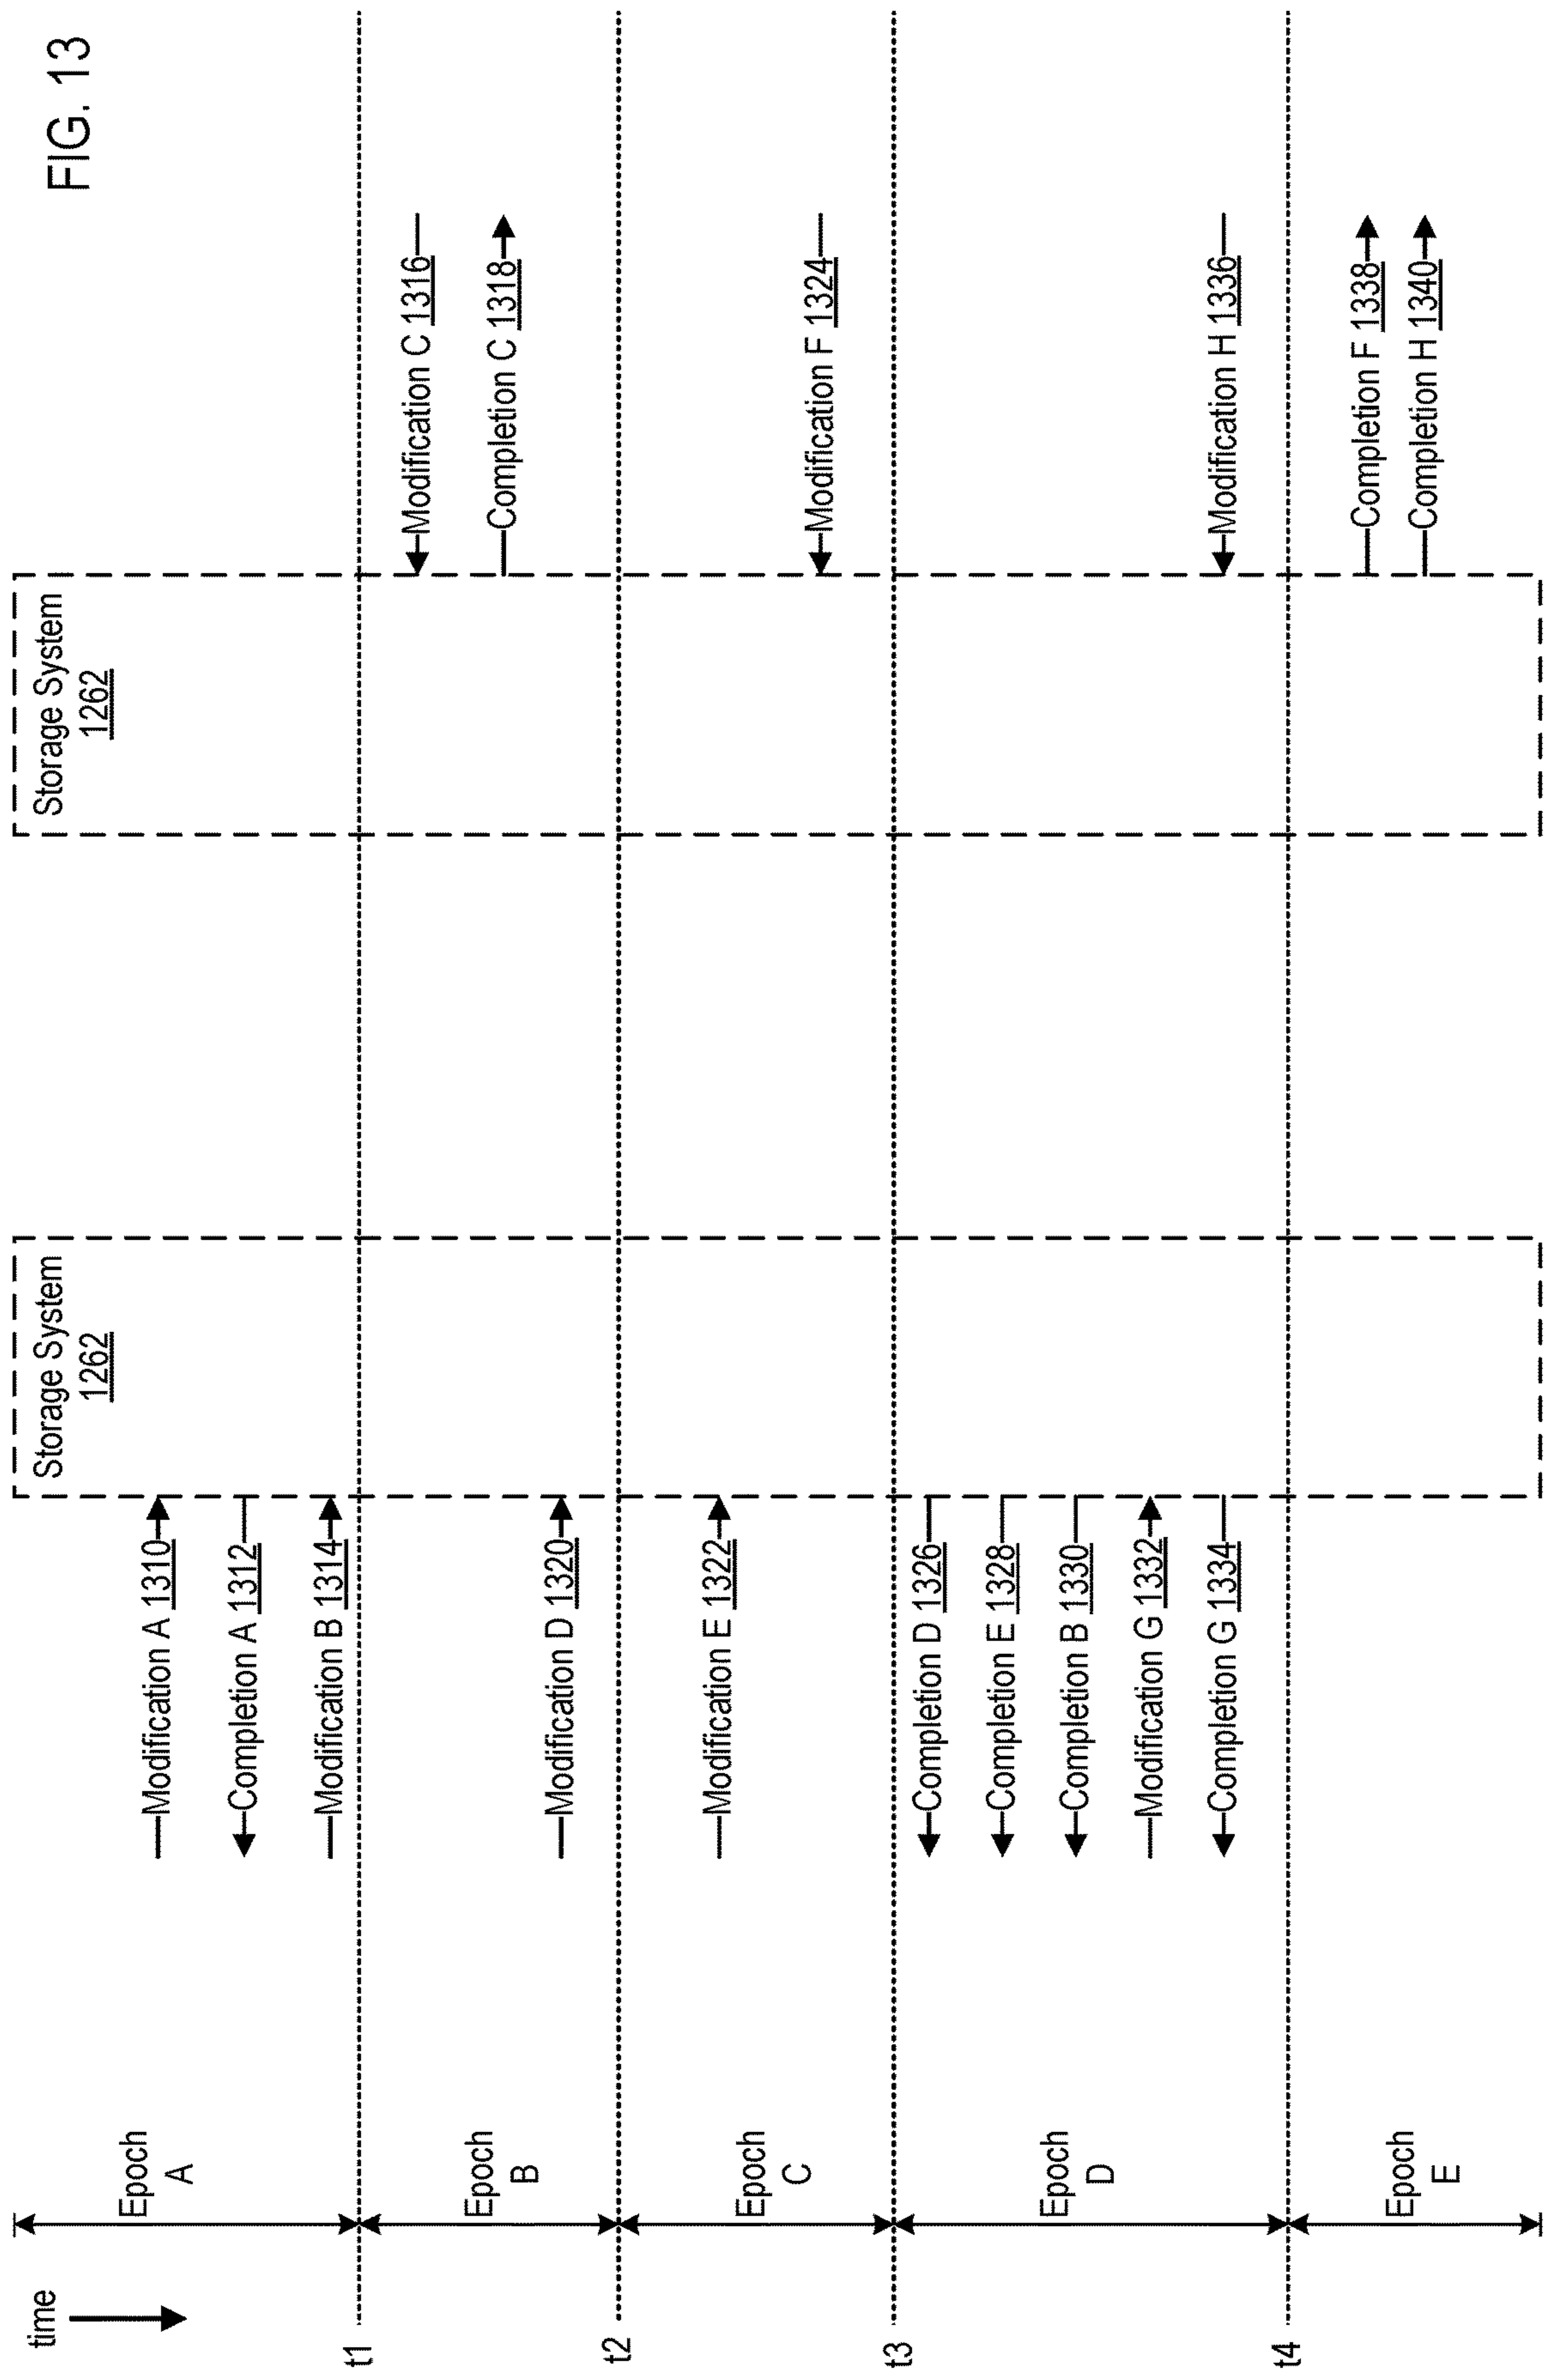 FIG. 13
time
Storage System
1262
Storage System
1262
Epoch
A
Modification A 1310
Completion A 1312
Modification B 1314
t1
Epoch
B
Modification C 1316
Completion C 1318
Modification D 1320
t2
Epoch
C
Modification E 1322
Modification F 1324
t3
Epoch
D
Completion D 1326
Completion E 1328
Completion B 1330
Modification G 1332
Completion G 1334
Modification H 1336
t4
Epoch
E
Completion F 1338
Completion H 1340